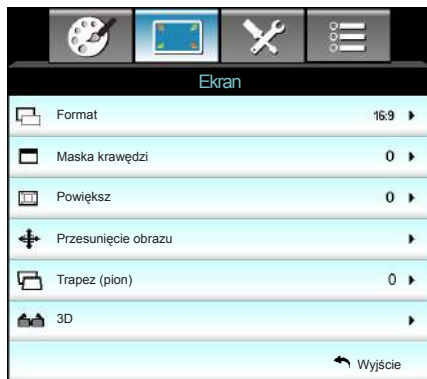 Ekran
Format 16:9
Maska krawędzi 0
Powiększ 0
Przesunięcie obrazu
Trapez (pion) 0
3D
Wyjście